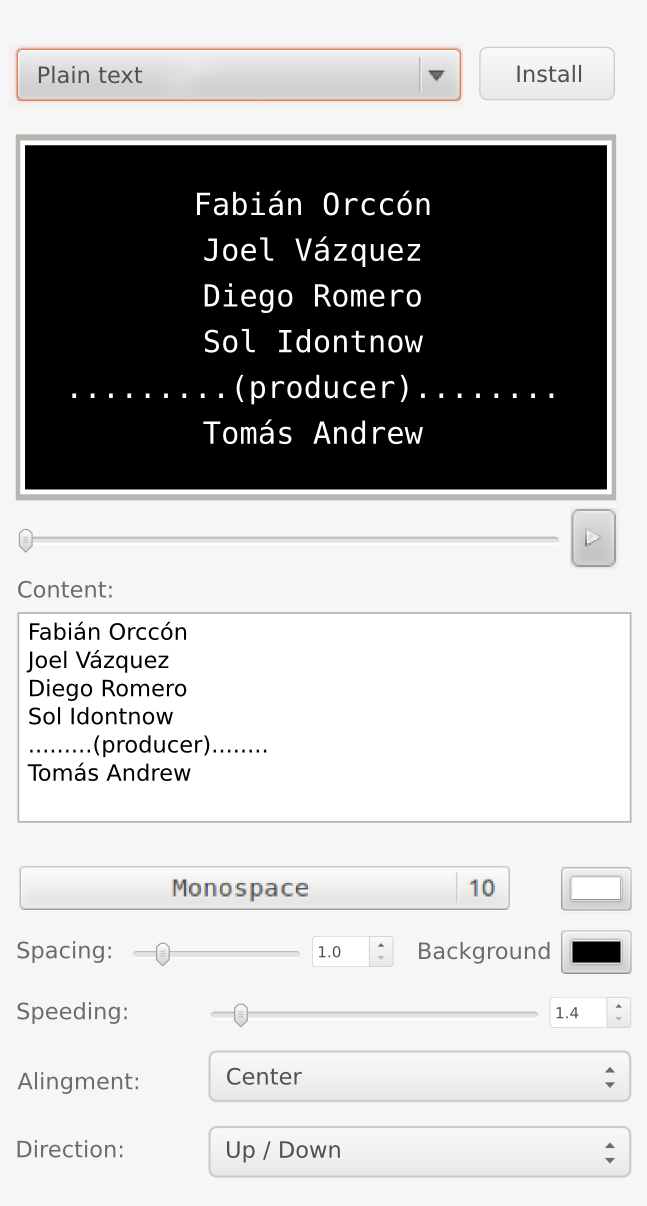 Plain text
Install
Fabián Orccón
Joel Vázquez
Diego Romero
Sol Idontnow
.........(producer)........
Tomás Andrew
Content:
Fabián Orccón
Joel Vázquez
Diego Romero
Sol Idontnow
.........(producer)........
Tomás Andrew
Monospace 10
Spacing: 1.0 Background
Speeding: 1.4
Alingment: Center
Direction: Up / Down